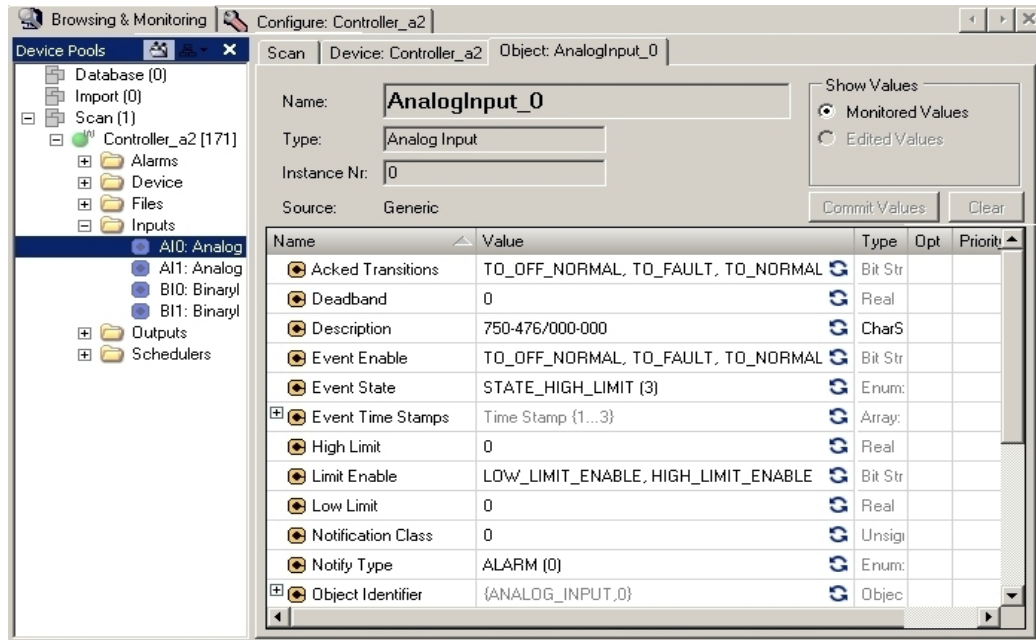 Browsing & Monitoring
Configure: Controller_a2
Device Pools
Database (0)
Import (0)
Scan (1)
Controller_a2 [171]
Alarms
Device
Files
Inputs
AI0: Analog
AI1: Analog
BI0: BinaryI
BI1: BinaryI
Outputs
Schedulers
Scan
Device: Controller_a2
Object: AnalogInput_0
Name: AnalogInput_0
Type: Analog Input
Instance Nr: 0
Source: Generic
Show Values
Monitored Values
Edited Values
Commit Values
Clear
Name Value Type Opt Priority
Acked Transitions TO_OFF_NORMAL, TO_FAULT, TO_NORMAL Bit Str
Deadband 0 Real
Description 750-476/000-000 CharS
Event Enable TO_OFF_NORMAL, TO_FAULT, TO_NORMAL Bit Str
Event State STATE_HIGH_LIMIT (3) Enum:
Event Time Stamps Time Stamp {1...3} Array:
High Limit 0 Real
Limit Enable LOW_LIMIT_ENABLE, HIGH_LIMIT_ENABLE Bit Str
Low Limit 0 Real
Notification Class 0 Unsig
Notify Type ALARM (0) Enum:
Object Identifier {ANALOG_INPUT,0} Objec